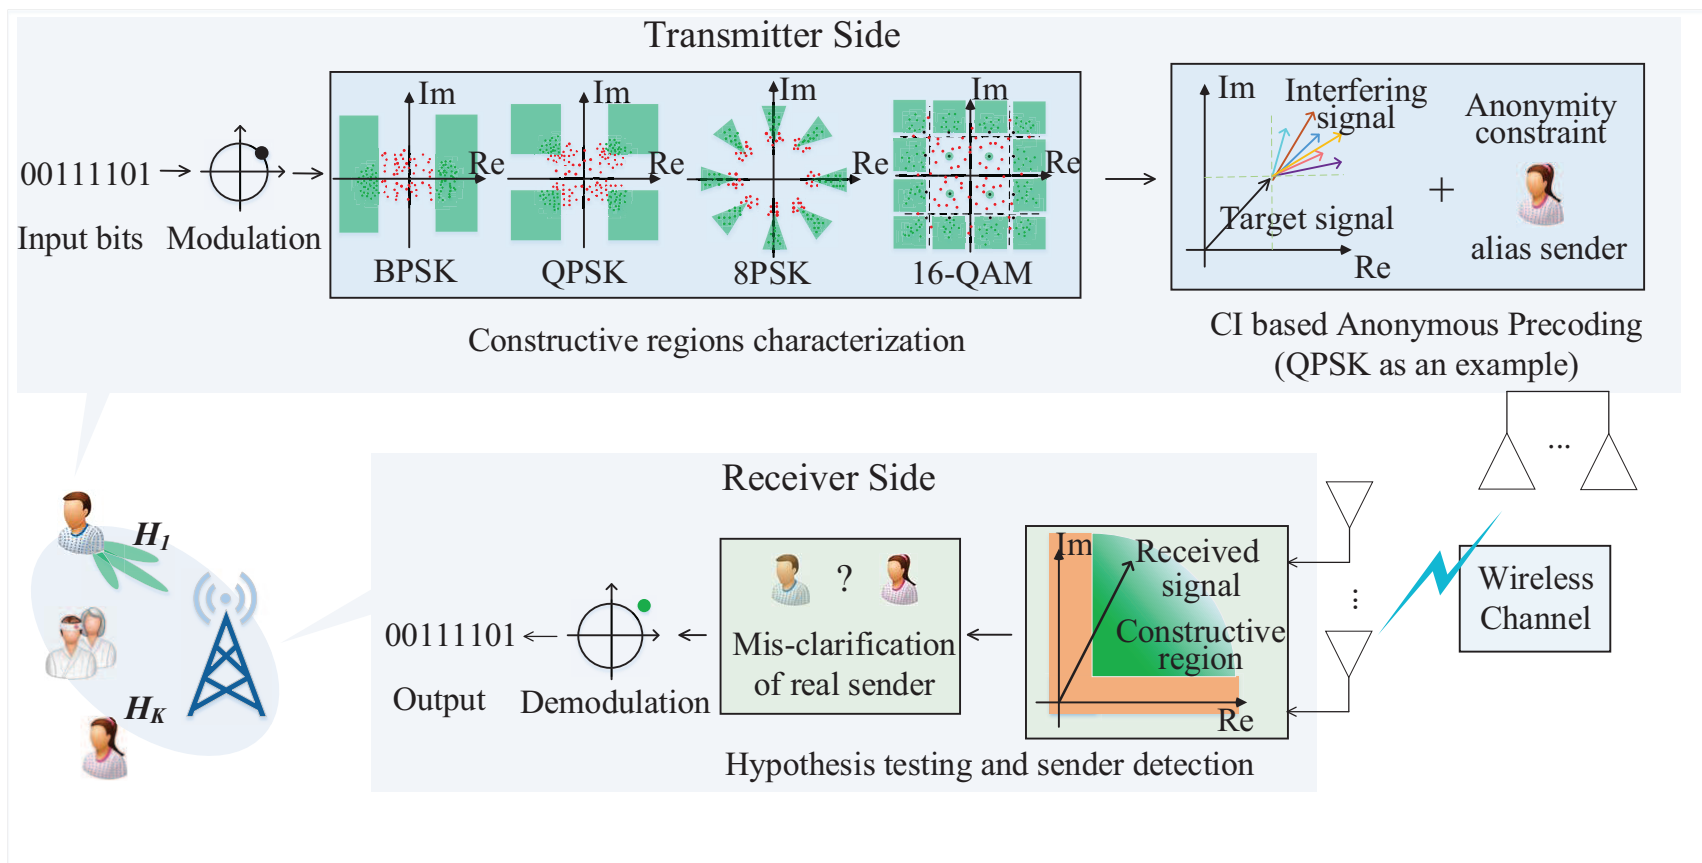 Transmitter Side
00111101
Input bits
Modulation
Im
Re
BPSK
Im
Re
QPSK
Im
Re
8PSK
Im
Re
16-QAM
Constructive regions characterization
Im
Interfering
signal
Target signal
Re
Anonymity
constraint
+
alias sender
CI based Anonymous Precoding
(QPSK as an example)
...
Wireless
Channel
Receiver Side
H1
HK
00111101
Output
Demodulation
?
Mis-clarification
of real sender
Im
Received
signal
Constructive
region
Re
...
Hypothesis testing and sender detection